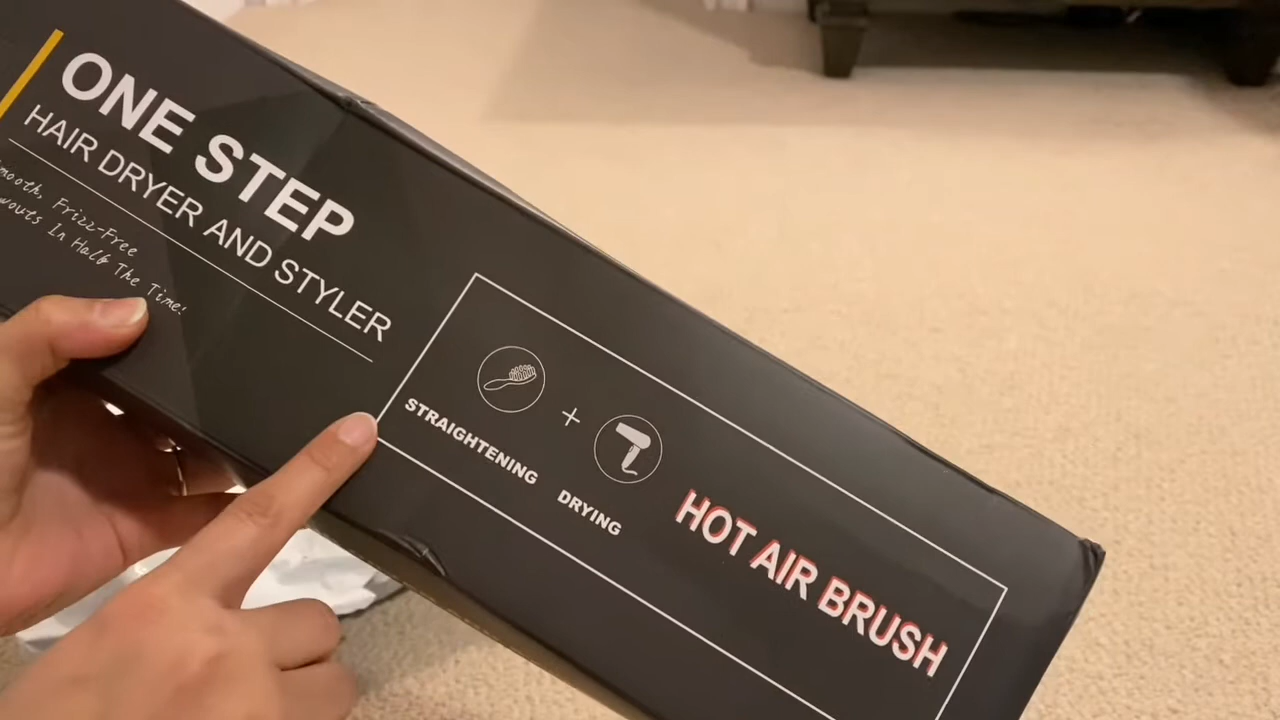 ONE STEP
HAIR DRYER AND STYLER
Frizz-Free
In Half The Time!
STRAIGHTENING + DRYING
HOT AIR BRUSH